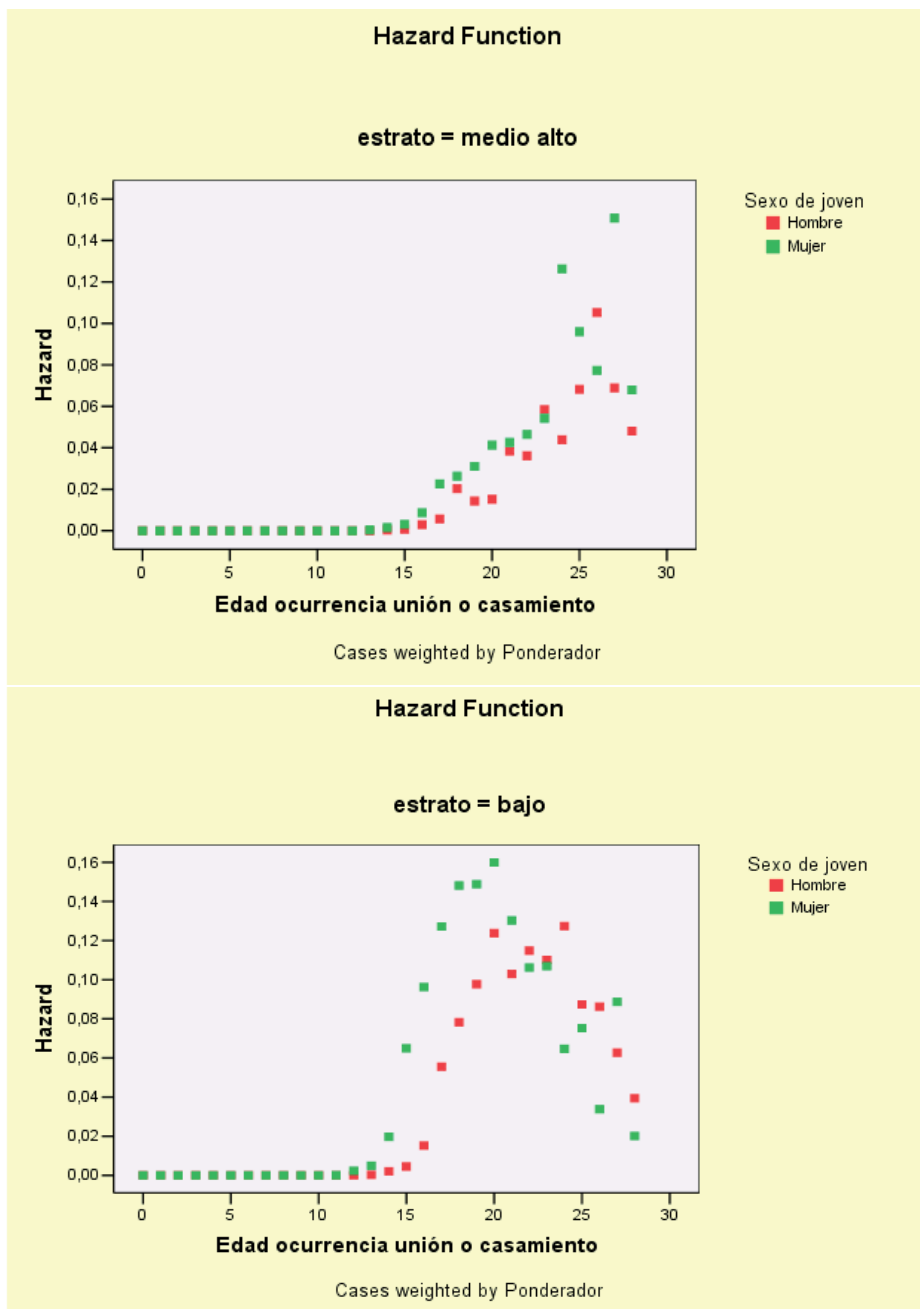 Hazard Function
estrato = medio alto
Sexo de joven
Hombre
Mujer
0,16
0,14
0,12
0,10
0,08
0,06
0,04
0,02
0,00
Hazard
0 5 10 15 20 25 30
Edad ocurrencia unión o casamiento
Cases weighted by Ponderador
Hazard Function
estrato = bajo
Sexo de joven
Hombre
Mujer
0,16
0,14
0,12
0,10
0,08
0,06
0,04
0,02
0,00
Hazard
0 5 10 15 20 25 30
Edad ocurrencia unión o casamiento
Cases weighted by Ponderador